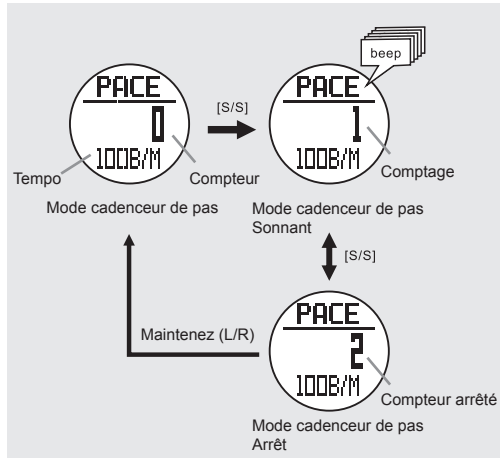 beep
PACE
0
100B/M
Tempo
Compteur
Mode cadenceur de pas
[S/S]
PACE
1
100B/M
Comptage
Mode cadenceur de pas
Sonnant
[S/S]
Maintenez (L/R)
PACE
2
100B/M
Compteur arrêté
Mode cadenceur de pas
Arrêt